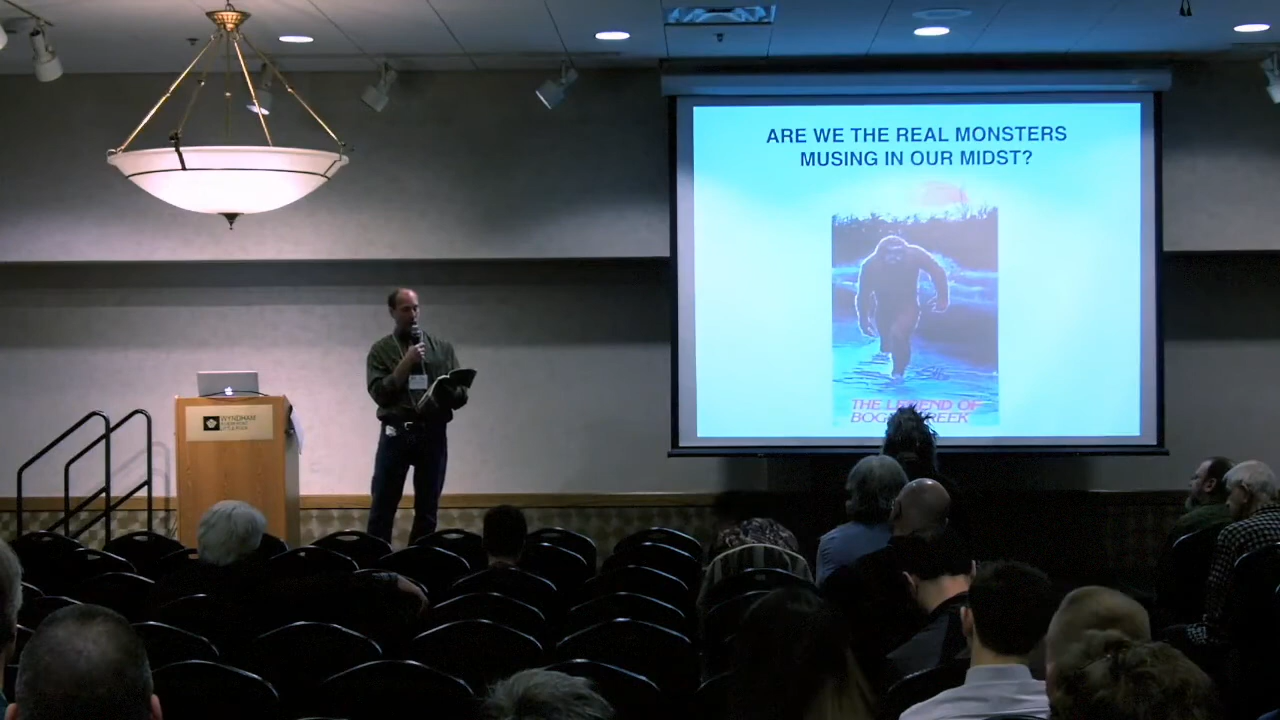 ARE WE THE REAL MONSTERS
MUSING IN OUR MIDST?
THE LEGEND OF
WYNDHAM